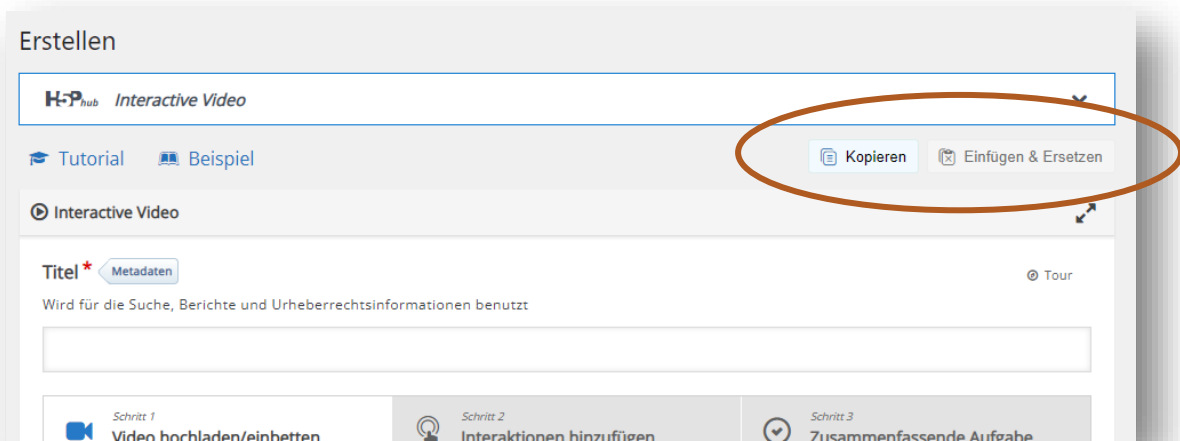 Erstellen
H5P hub Interactive Video
Tutorial Beispiel Kopieren Einfügen & Ersetzen
Interactive Video
Titel * Metadaten Tour
Wird für die Suche, Berichte und Urheberrechtsinformationen benutzt
Schritt 1 Schritt 2 Schritt 3
Video hochladen/einbetten Interaktionen hinzufügen Zusammenfassende Aufgabe